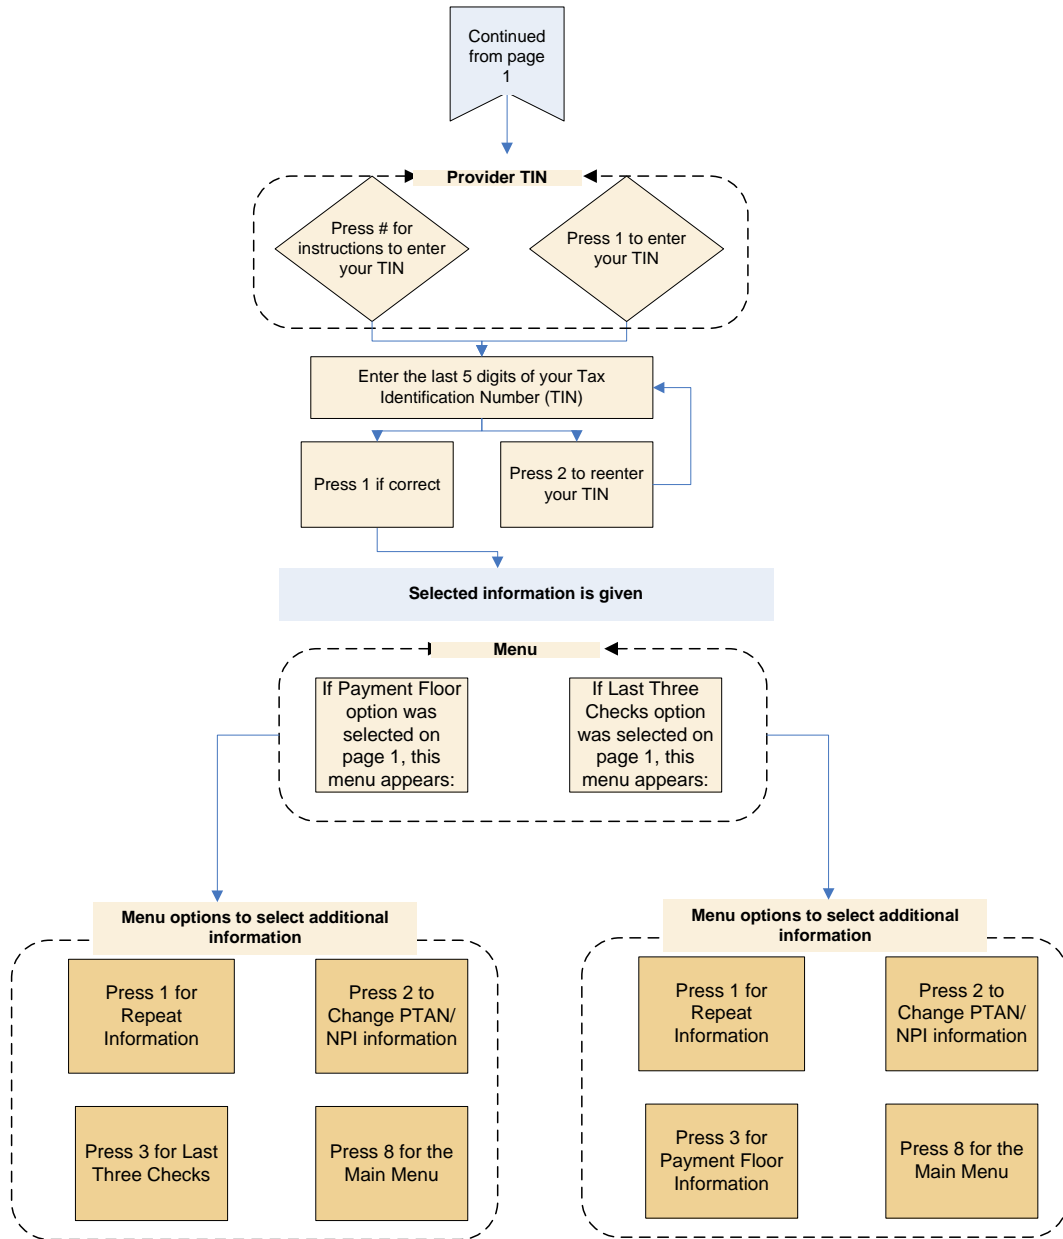 Continued
from page
1
Provider TIN
Press # for
instructions to enter
your TIN
Press 1 to enter
your TIN
Enter the last 5 digits of your Tax
Identification Number (TIN)
Press 1 if correct
Press 2 to reenter
your TIN
Selected information is given
Menu
If Payment Floor
option was
selected on
page 1, this
menu appears:
If Last Three
Checks option
was selected on
page 1, this
menu appears:
Menu options to select additional
information
Press 1 for
Repeat
Information
Press 2 to
Change PTAN/
NPI information
Press 3 for Last
Three Checks
Press 8 for the
Main Menu
Menu options to select additional
information
Press 1 for
Repeat
Information
Press 2 to
Change PTAN/
NPI information
Press 3 for
Payment Floor
Information
Press 8 for the
Main Menu